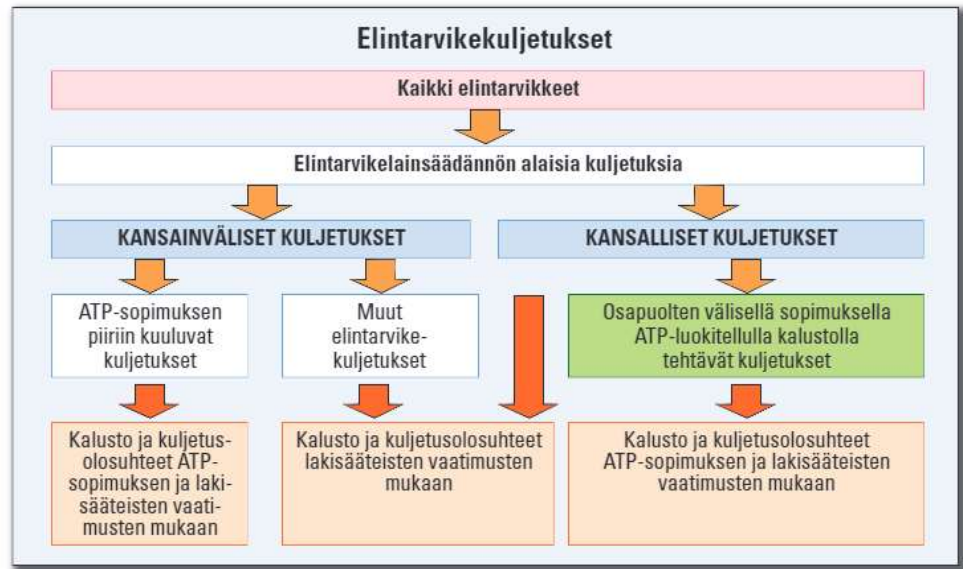 Elintarvikekuljetukset
Kaikki elintarvikkeet
Elintarvikelainsäädännön alaisia kuljetuksia
KANSAINVÄLISET KULJETUKSET
KANSALLISET KULJETUKSET
ATP-sopimuksen
piiriin kuuluvat
kuljetukset
Muut
elintarvike-
kuljetukset
Osapuolten välisellä sopimuksella
ATP-luokitellulla kalustolla
tehtävät kuljetukset
Kalusto ja kuljetus-
olosuhteet ATP-
sopimuksen ja laki-
sääteisten vaati-
musten mukaan
Kalusto ja kuljetusolosuhteet
lakisääteisten vaatimusten
mukaan
Kalusto ja kuljetusolosuhteet
ATP-sopimuksen ja lakisääteisten
vaatimusten mukaan